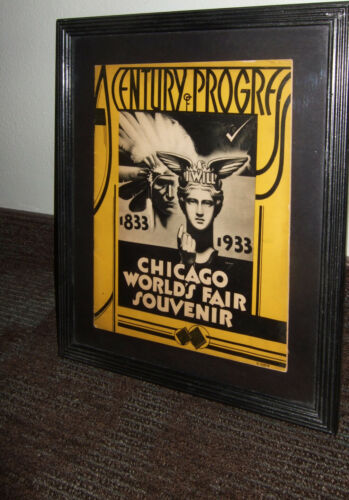 A CENTURY OF PROGRESS
I WILL
1833
1933
CHICAGO
WORLD'S FAIR
SOUVENIR